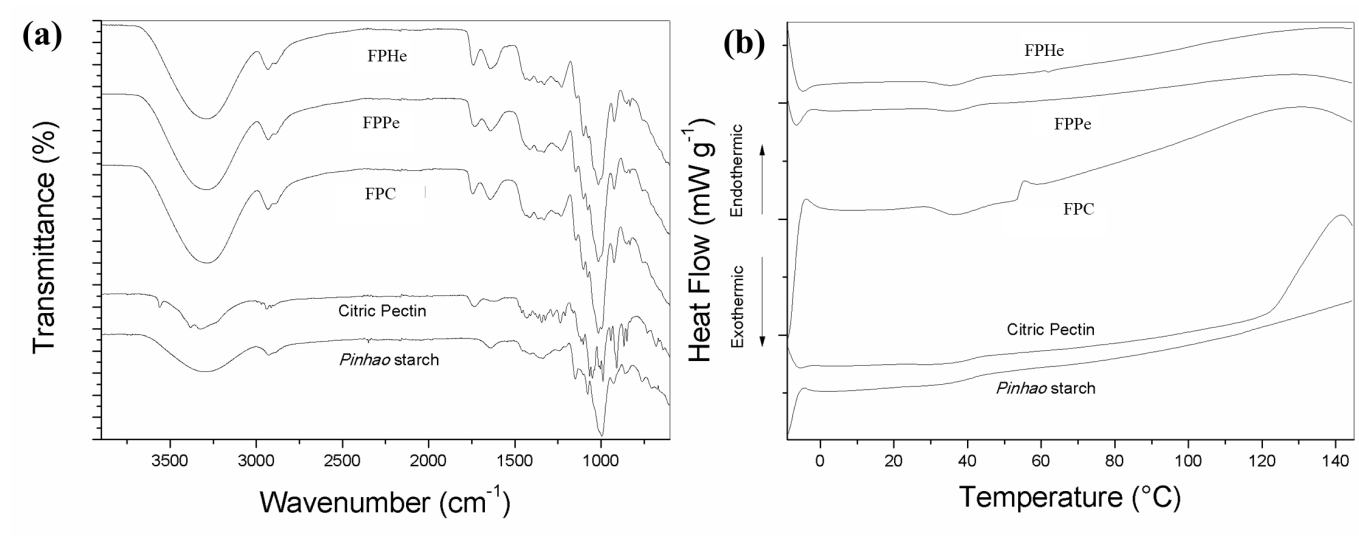 (a)
FPHe
FPPe
FPC
Citric Pectin
Pinhao starch
Transmittance (%)
3500 3000 2500 2000 1500 1000
Wavenumber (cm-1)
(b)
FPHe
FPPe
FPC
Citric Pectin
Pinhao starch
Heat Flow (mW g-1)
Exothermic
Endothermic
0 20 40 60 80 100 120 140
Temperature (°C)